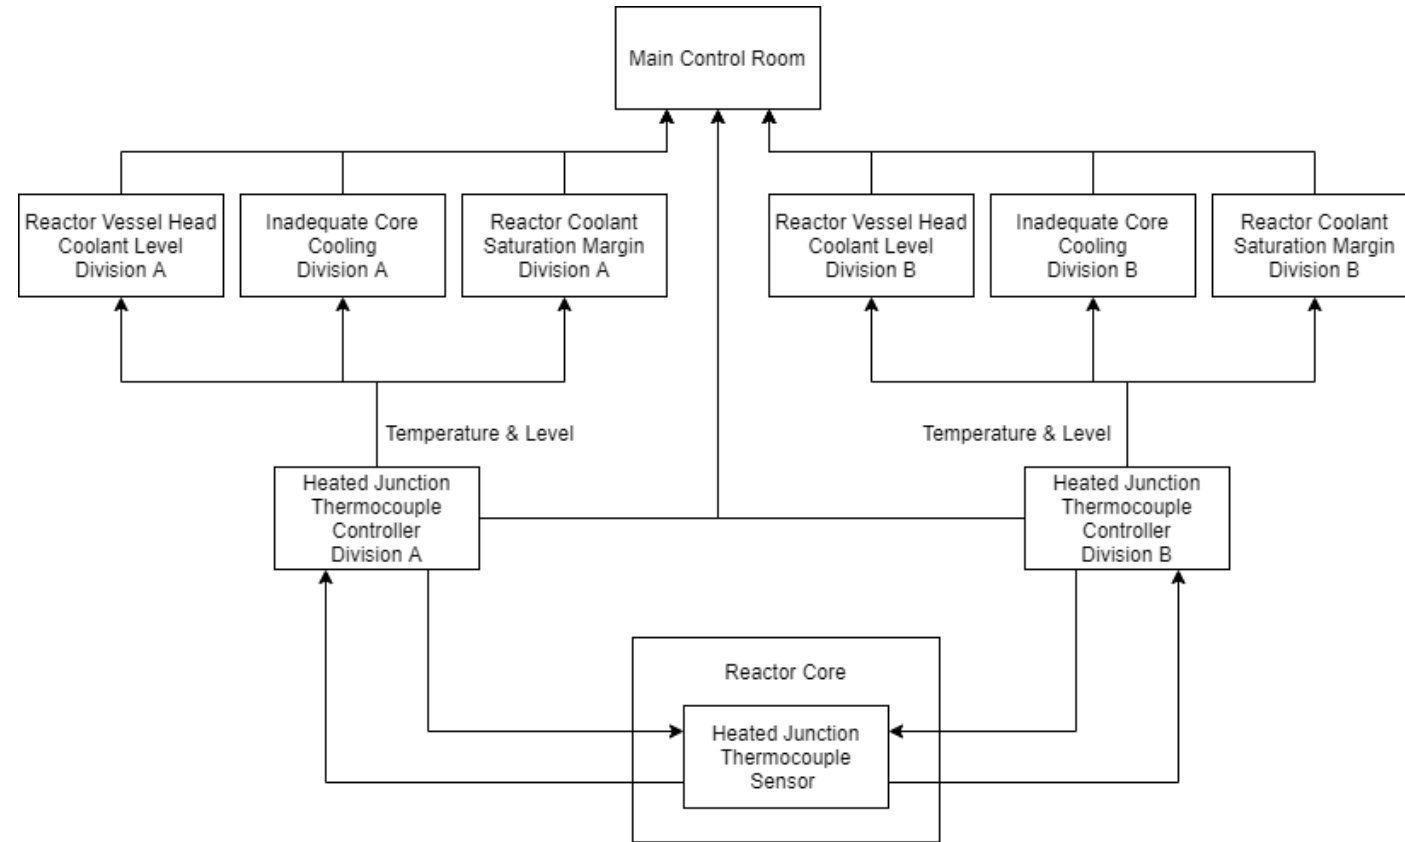 Main Control Room
Reactor Vessel Head
Coolant Level
Division A
Inadequate Core
Cooling
Division A
Reactor Coolant
Saturation Margin
Division A
Reactor Vessel Head
Coolant Level
Division B
Inadequate Core
Cooling
Division B
Reactor Coolant
Saturation Margin
Division B
Temperature & Level
Temperature & Level
Heated Junction
Thermocouple
Controller
Division A
Heated Junction
Thermocouple
Controller
Division B
Reactor Core
Heated Junction
Thermocouple
Sensor